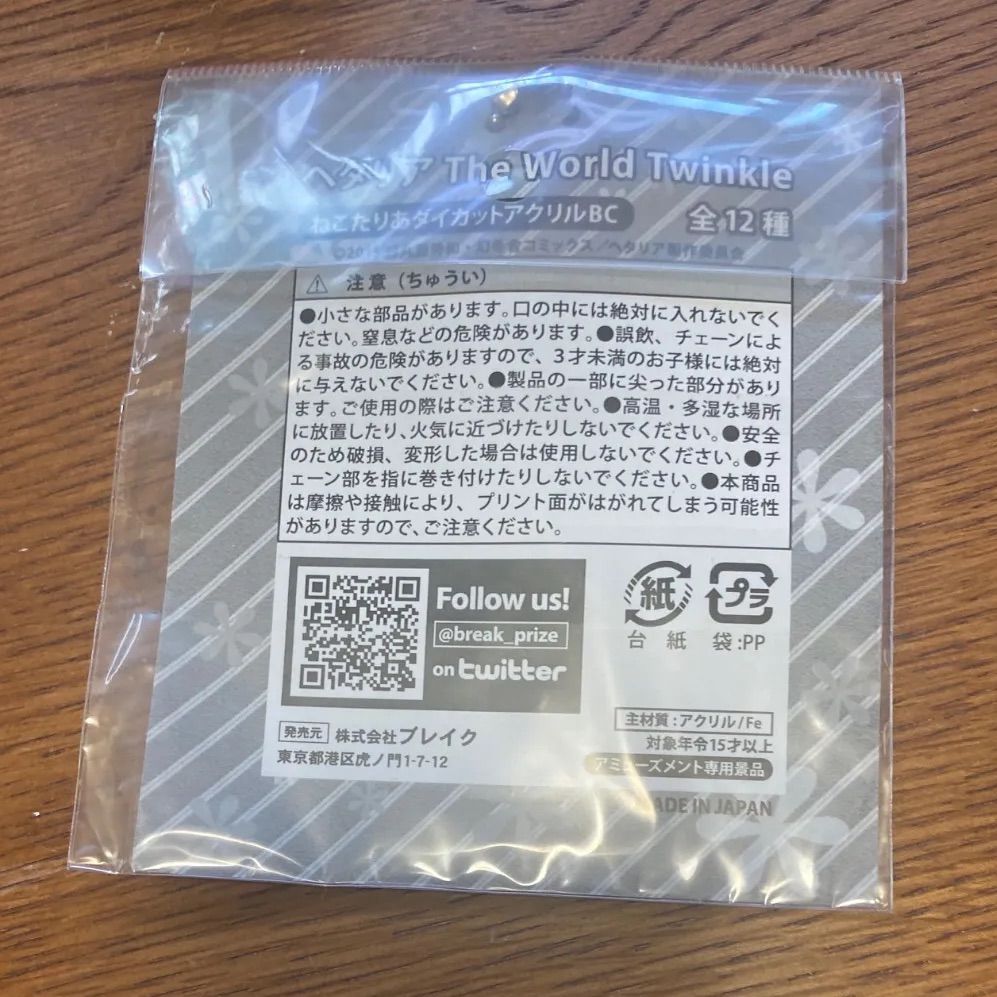 ヘタリア The World Twinkle
ねこたりあダイカットアクリルBC 全12種
・幻冬舎コミックス/ヘタリア製作委員会
⚠ 注意(ちゅうい)
●小さな部品があります。口の中には絶対に入れないでく
ださい。窒息などの危険があります。●誤飲、チェーンによ
る事故の危険がありますので、3才未満のお子様には絶対
に与えないでください。●製品の一部に尖った部分があり
ます。ご使用の際はご注意ください。●高温・多湿な場所
に放置したり、火気に近づけたりしないでください。●安全
のため破損、変形した場合は使用しないでください。●チ
ェーン部を指に巻き付けたりしないでください。●本商品
は摩擦や接触により、プリント面がはがれてしまう可能性
がありますので、ご注意ください。
Follow us!
@break_prize
on twitter
紙
台紙
プラ
袋:PP
発売元 株式会社ブレイク
東京都港区虎ノ門1-7-12
主材質:アクリル/Fe
対象年令15才以上
アミューズメント専用景品
MADE IN JAPAN